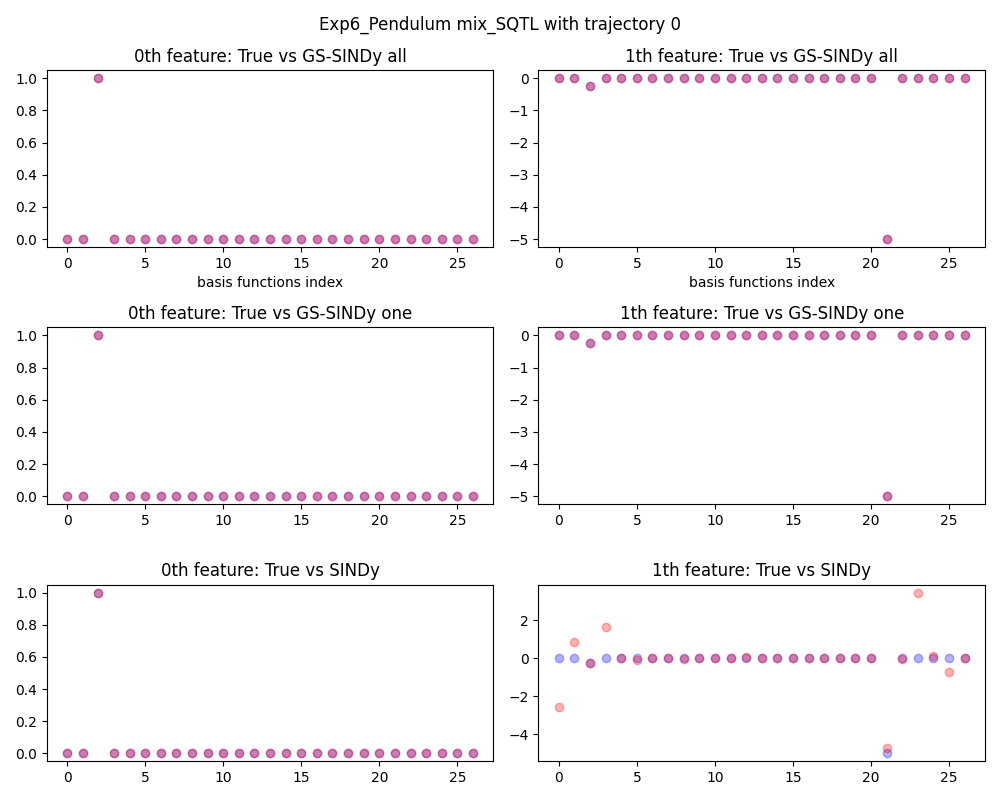 Exp6_Pendulum mix_SQTL with trajectory 0
0th feature: True vs GS-SINDy all
1.0
0.8
0.6
0.4
0.2
0.0
0 5 10 15 20 25
basis functions index
1th feature: True vs GS-SINDy all
0
−1
−2
−3
−4
−5
0 5 10 15 20 25
basis functions index
0th feature: True vs GS-SINDy one
1.0
0.8
0.6
0.4
0.2
0.0
0 5 10 15 20 25
1th feature: True vs GS-SINDy one
0
−1
−2
−3
−4
−5
0 5 10 15 20 25
0th feature: True vs SINDy
1.0
0.8
0.6
0.4
0.2
0.0
0 5 10 15 20 25
1th feature: True vs SINDy
2
0
−2
−4
0 5 10 15 20 25